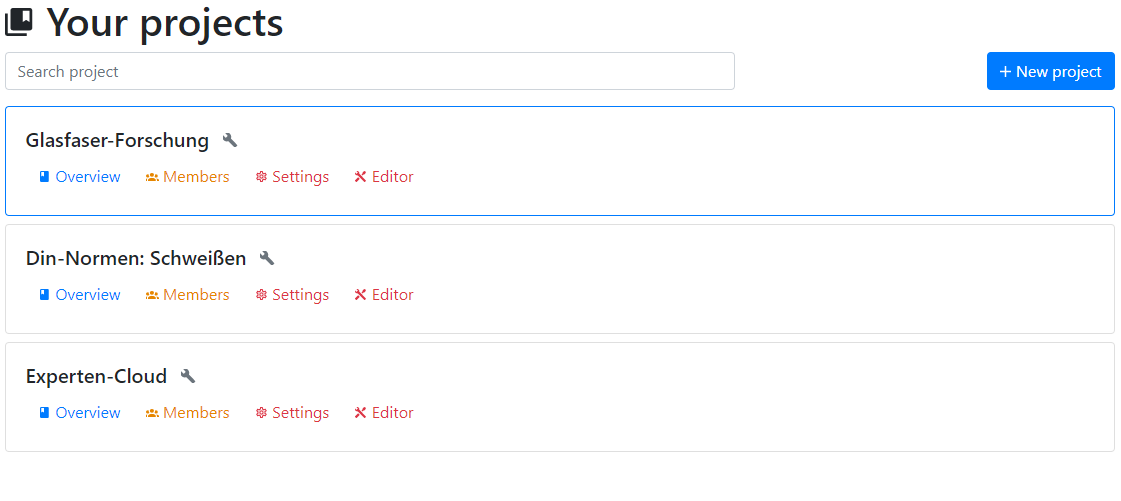 Your projects
Search project
+ New project
Glasfaser-Forschung
Overview Members Settings Editor
Din-Normen: Schweißen
Overview Members Settings Editor
Experten-Cloud
Overview Members Settings Editor